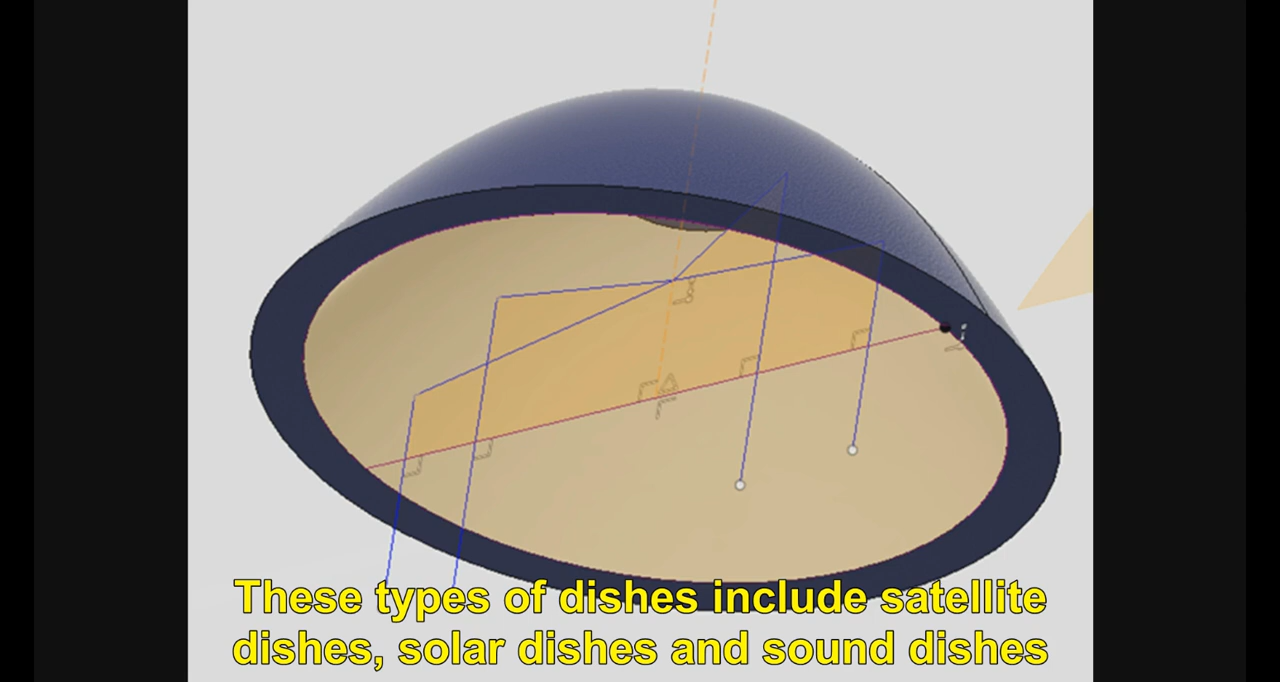 These types of dishes include satellite
dishes, solar dishes and sound dishes